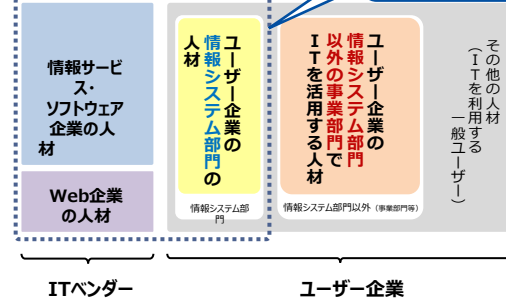 情報サービ
ス・
ソフトウェア
企業の人
材
Web企業
の人材
ユーザー企業の
情報システム部門の
人材
情報システム部
門
ユーザー企業の
情報システム部門
以外の事業部門で
ITを活用する人材
情報システム部門以外（事業部門等）
その他の人材
（ITを利用する
一般ユーザー）
ITベンダー
ユーザー企業